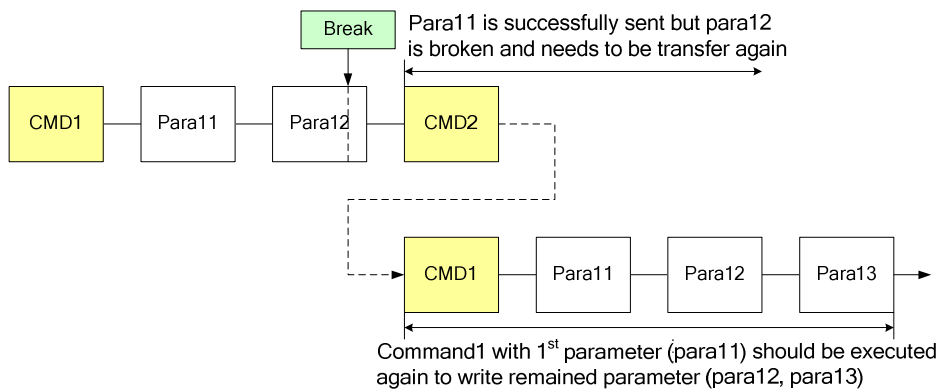 Break
Para11 is successfully sent but para12
is broken and needs to be transfer again
CMD1
Para11
Para12
CMD2
CMD1
Para11
Para12
Para13
Command1 with 1st parameter (para11) should be executed
again to write remained parameter (para12, para13)